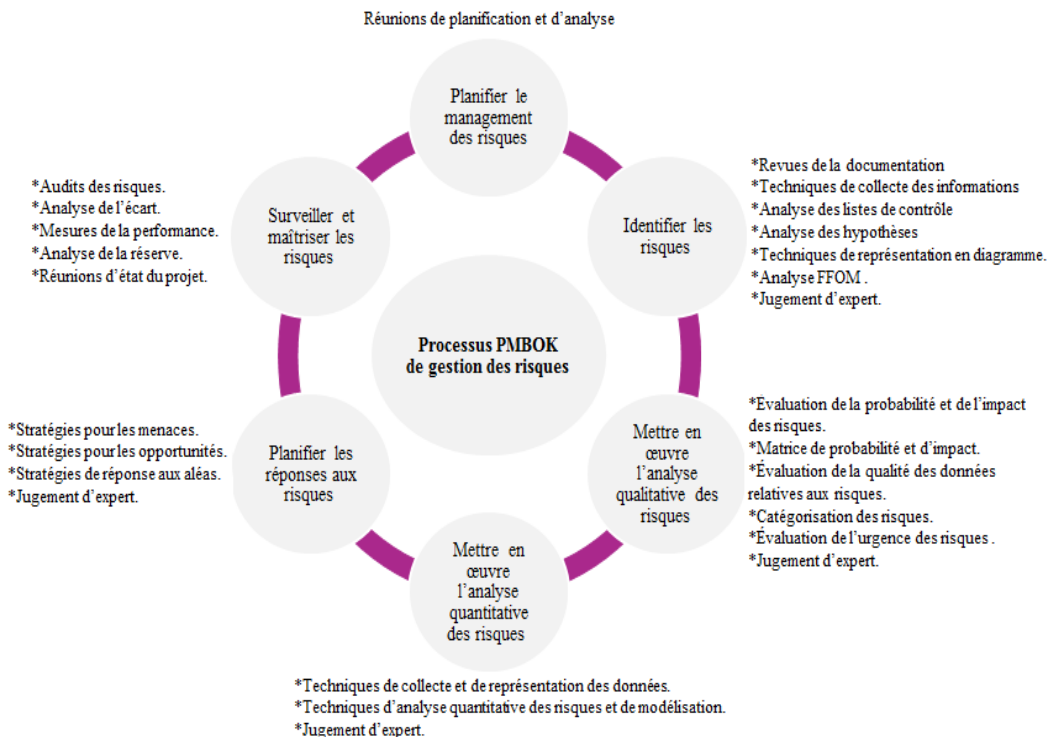 Réunions de planification et d'analyse
Planifier le
management
des risques
*Revues de la documentation
*Techniques de collecte des informations
*Analyse des listes de contrôle
*Analyse des hypothèses
*Techniques de représentation en diagramme.
*Analyse FFOM .
*Jugement d'expert.
Identifier les
risques
*Audits des risques.
*Analyse de l'écart.
*Mesures de la performance.
*Analyse de la réserve.
*Réunions d'état du projet.
Surveiller et
maîtriser les
risques
Processus PMBOK
de gestion des risques
*Évaluation de la probabilité et de l'impact
des risques.
*Matrice de probabilité et d'impact.
*Évaluation de la qualité des données
relatives aux risques.
*Catégorisation des risques.
*Évaluation de l'urgence des risques .
*Jugement d'expert.
Mettre en
œuvre
l'analyse
qualitative des
risques
*Stratégies pour les menaces.
*Stratégies pour les opportunités.
*Stratégies de réponse aux aléas.
*Jugement d'expert.
Planifier les
réponses aux
risques
Mettre en
œuvre
l'analyse
quantitative
des risques
*Techniques de collecte et de représentation des données.
*Techniques d'analyse quantitative des risques et de modélisation.
*Jugement d'expert.